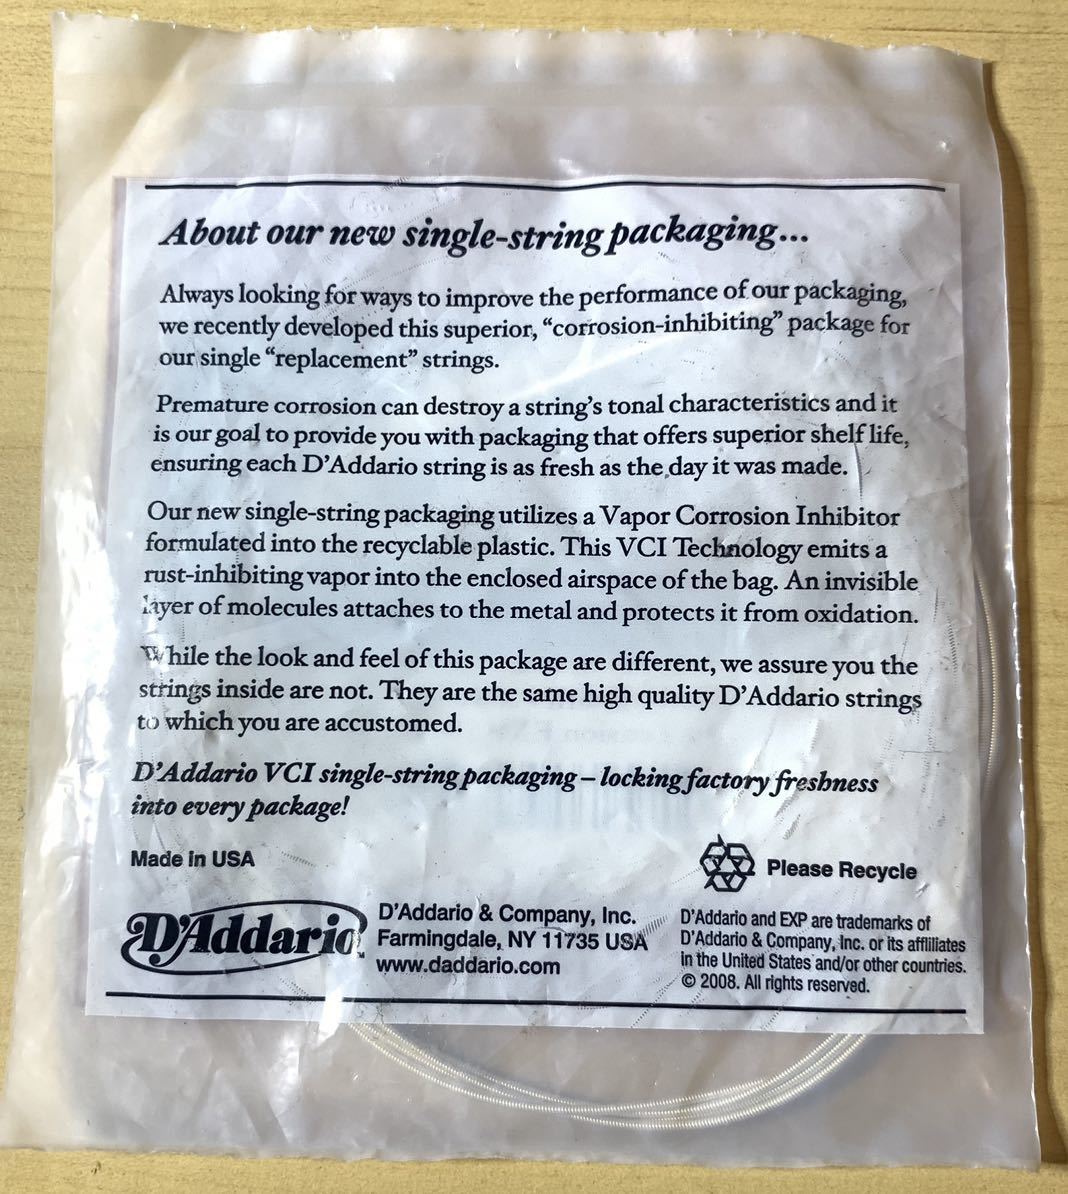 About our new single-string packaging...
Always looking for ways to improve the performance of our packaging,
we recently developed this superior, “corrosion-inhibiting” package for
our single “replacement” strings.
Premature corrosion can destroy a string’s tonal characteristics and it
is our goal to provide you with packaging that offers superior shelf life,
ensuring each D’Addario string is as fresh as the day it was made.
Our new single-string packaging utilizes a Vapor Corrosion Inhibitor
formulated into the recyclable plastic. This VCI Technology emits a
rust-inhibiting vapor into the enclosed airspace of the bag. An invisible
layer of molecules attaches to the metal and protects it from oxidation.
While the look and feel of this package are different, we assure you the
strings inside are not. They are the same high quality D’Addario strings
to which you are accustomed.
D’Addario VCI single-string packaging – locking factory freshness
into every package!
Made in USA
Please Recycle
D’Addario™
D’Addario & Company, Inc.
Farmingdale, NY 11735 USA
www.daddario.com
D’Addario and EXP are trademarks of
D’Addario & Company, Inc. or its affiliates
in the United States and/or other countries.
© 2008. All rights reserved.